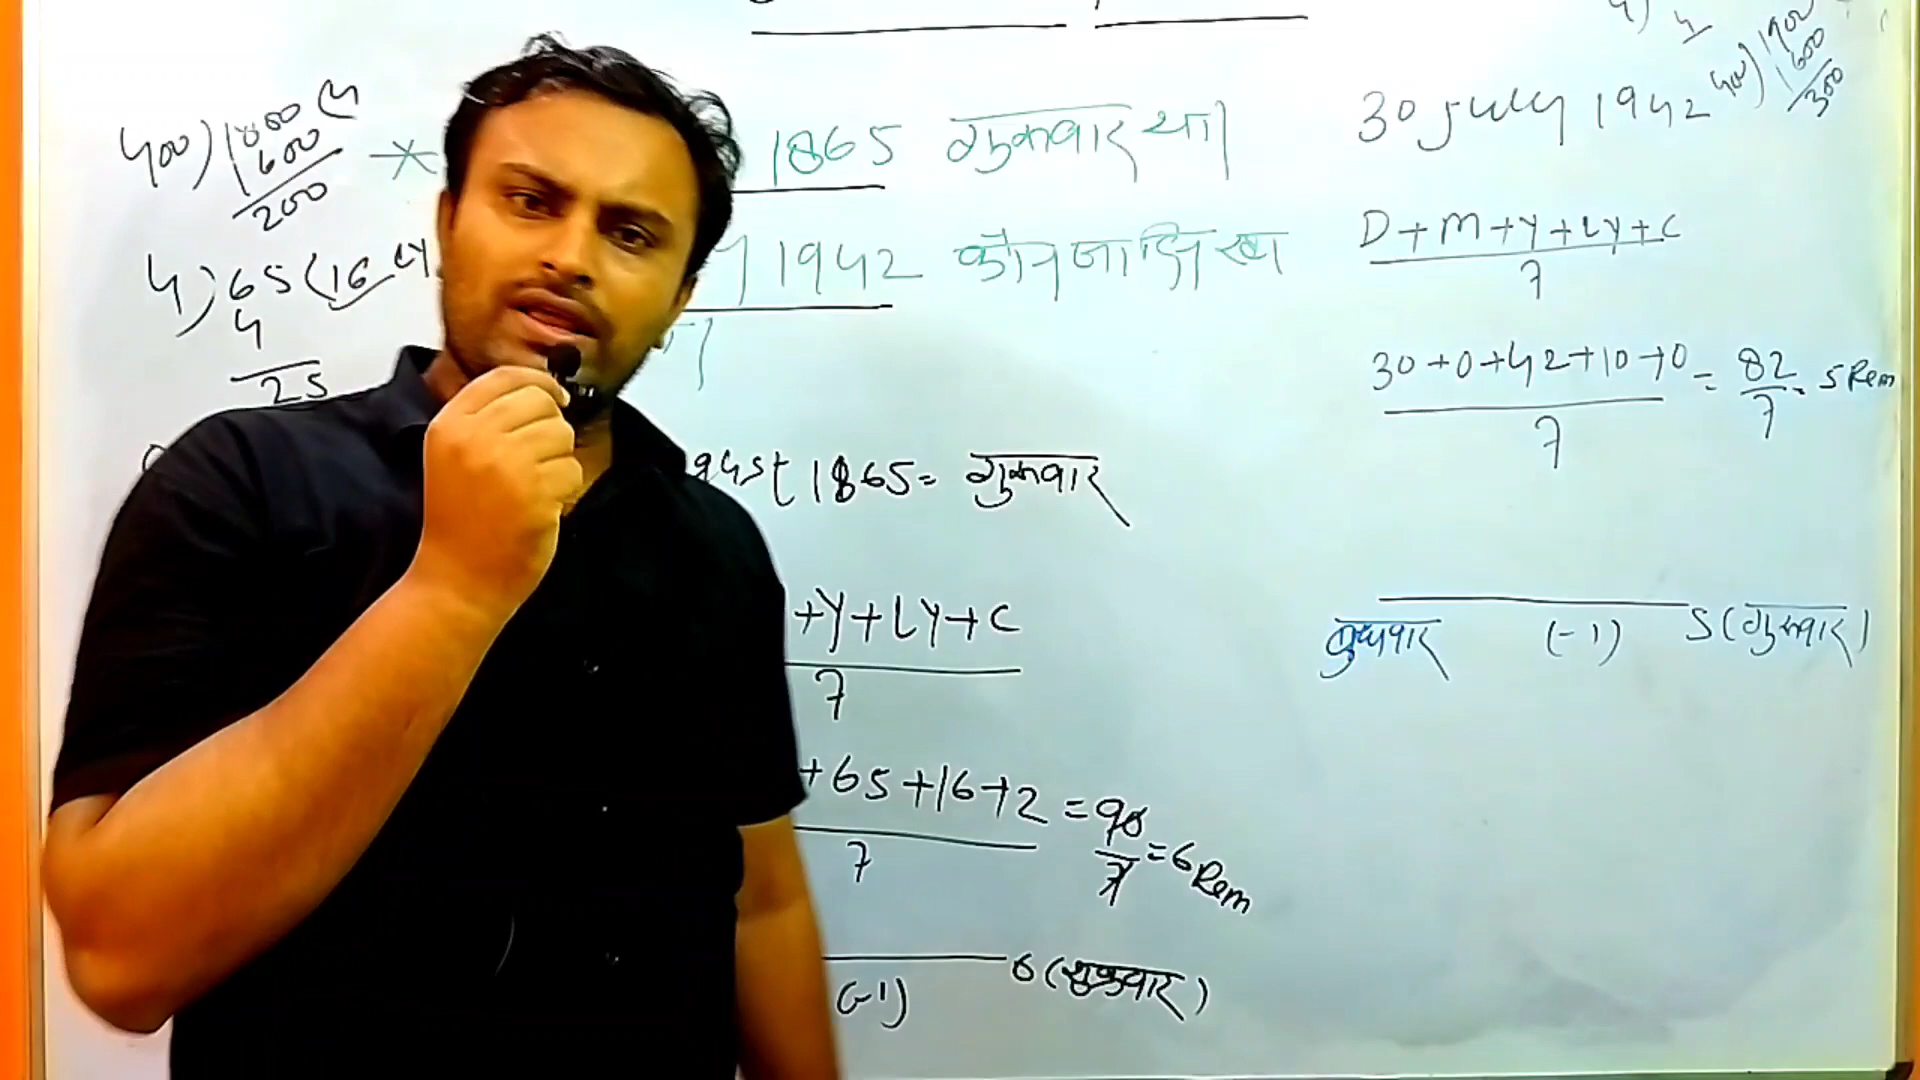 400)1800(4
1600
200
4)65(16 LY
4
25
1865 गुरुवार था।
1942 कौन सा दिन था
August 1865 = गुरुवार
+Y+LY+C
7
+65+16+2 = 90
7
7 = 6 Rem
(-1) 6(शुक्रवार)
400)1900
1600
300
30 July 1942
D+M+Y+LY+C
7
30+0+42+10+0 = 82 = 5 Rem
7
7
बुधवार (-1) 5(गुरुवार)